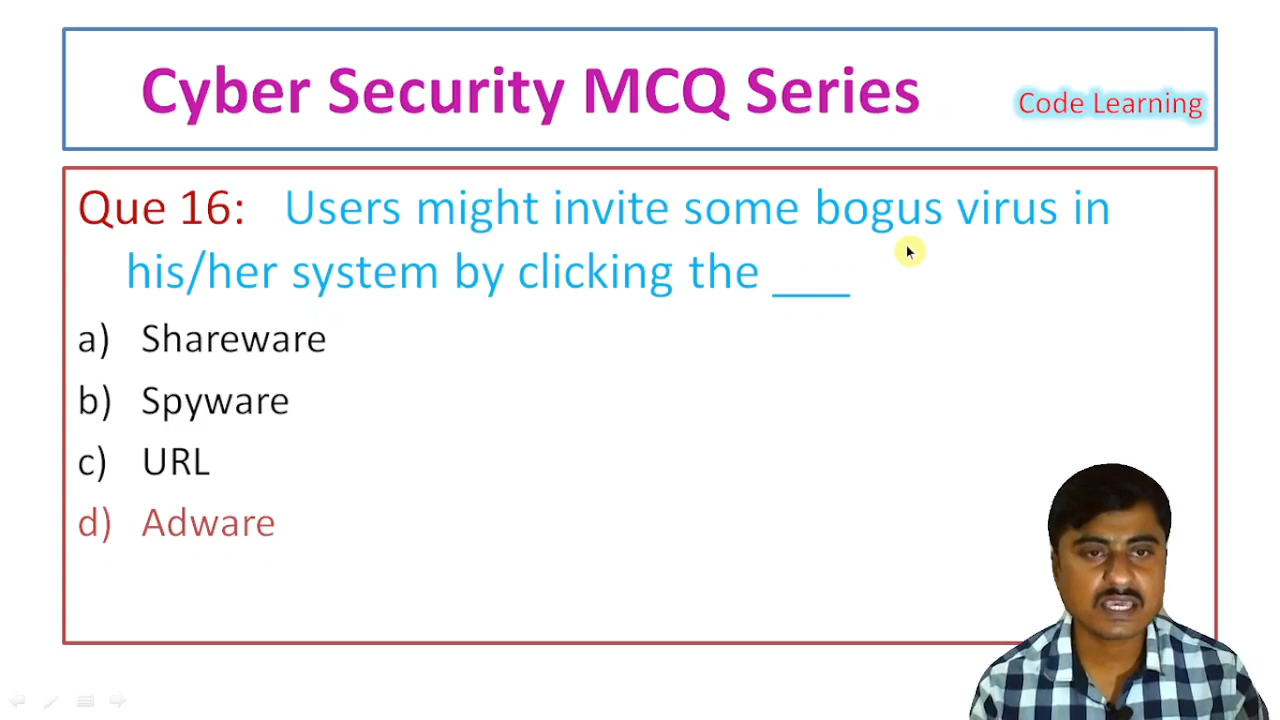 Cyber Security MCQ Series
Code Learning
Que 16: Users might invite some bogus virus in
his/her system by clicking the ____
a) Shareware
b) Spyware
c) URL
d) Adware